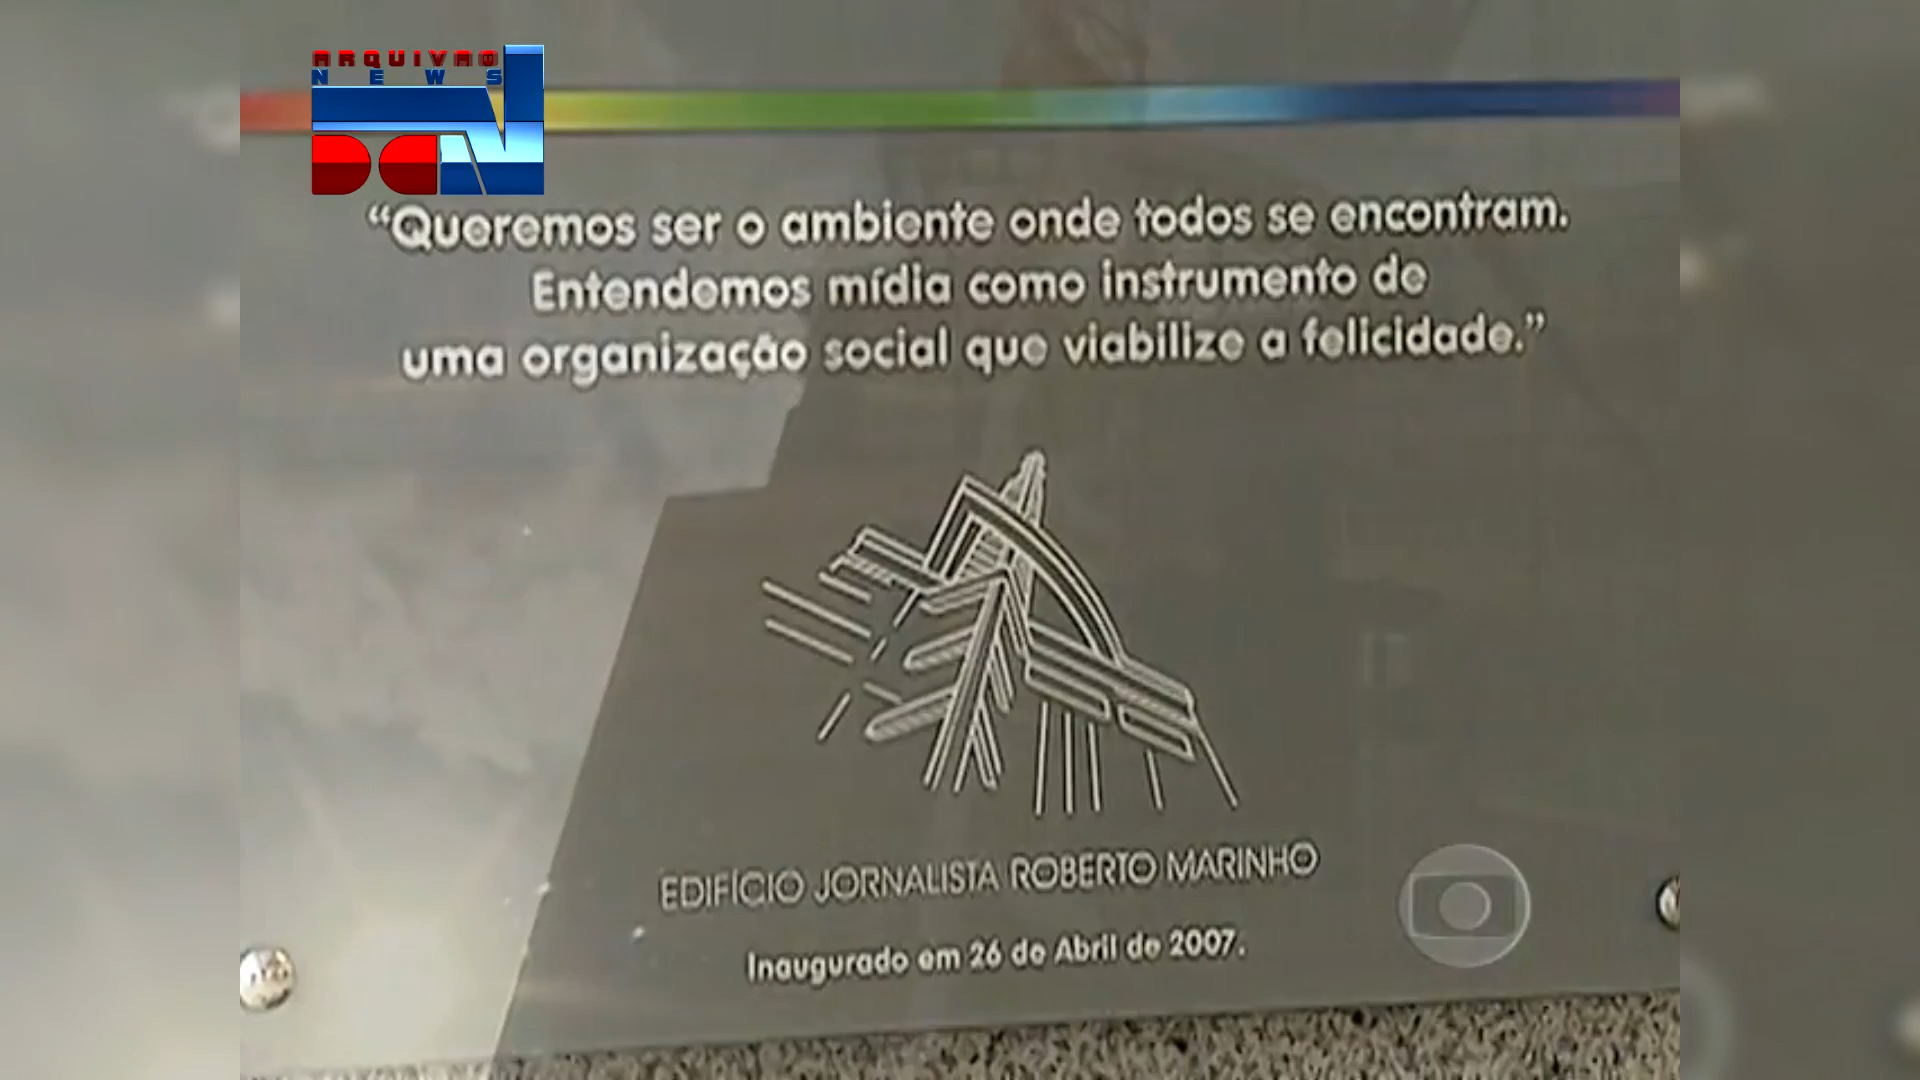 ARQUIVÃO
NEWS
“Queremos ser o ambiente onde todos se encontram.
Entendemos mídia como instrumento de
uma organização social que viabilize a felicidade.”
EDIFÍCIO JORNALISTA ROBERTO MARINHO
Inaugurado em 26 de Abril de 2007.